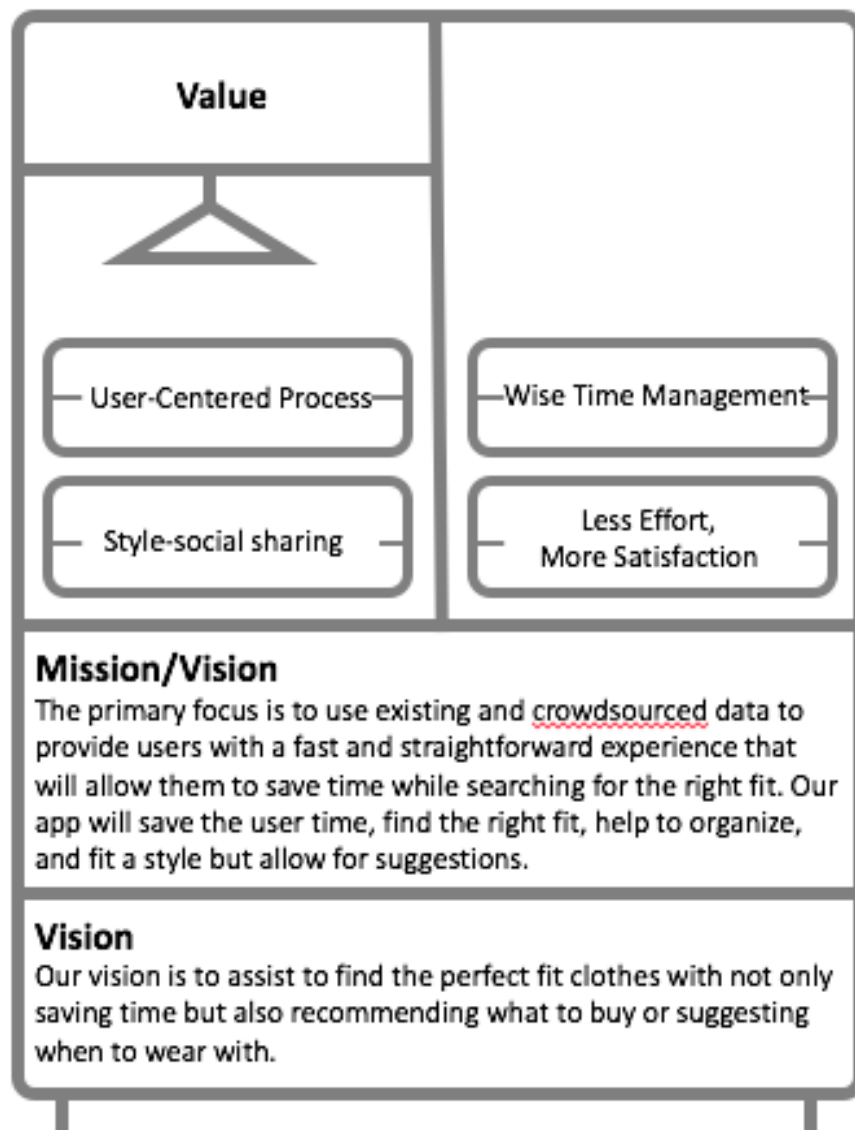 Value
User-Centered Process
Wise Time Management
Style-social sharing
Less Effort,
More Satisfaction
Mission/Vision
The primary focus is to use existing and crowdsourced data to
provide users with a fast and straightforward experience that
will allow them to save time while searching for the right fit. Our
app will save the user time, find the right fit, help to organize,
and fit a style but allow for suggestions.
Vision
Our vision is to assist to find the perfect fit clothes with not only
saving time but also recommending what to buy or suggesting
when to wear with.